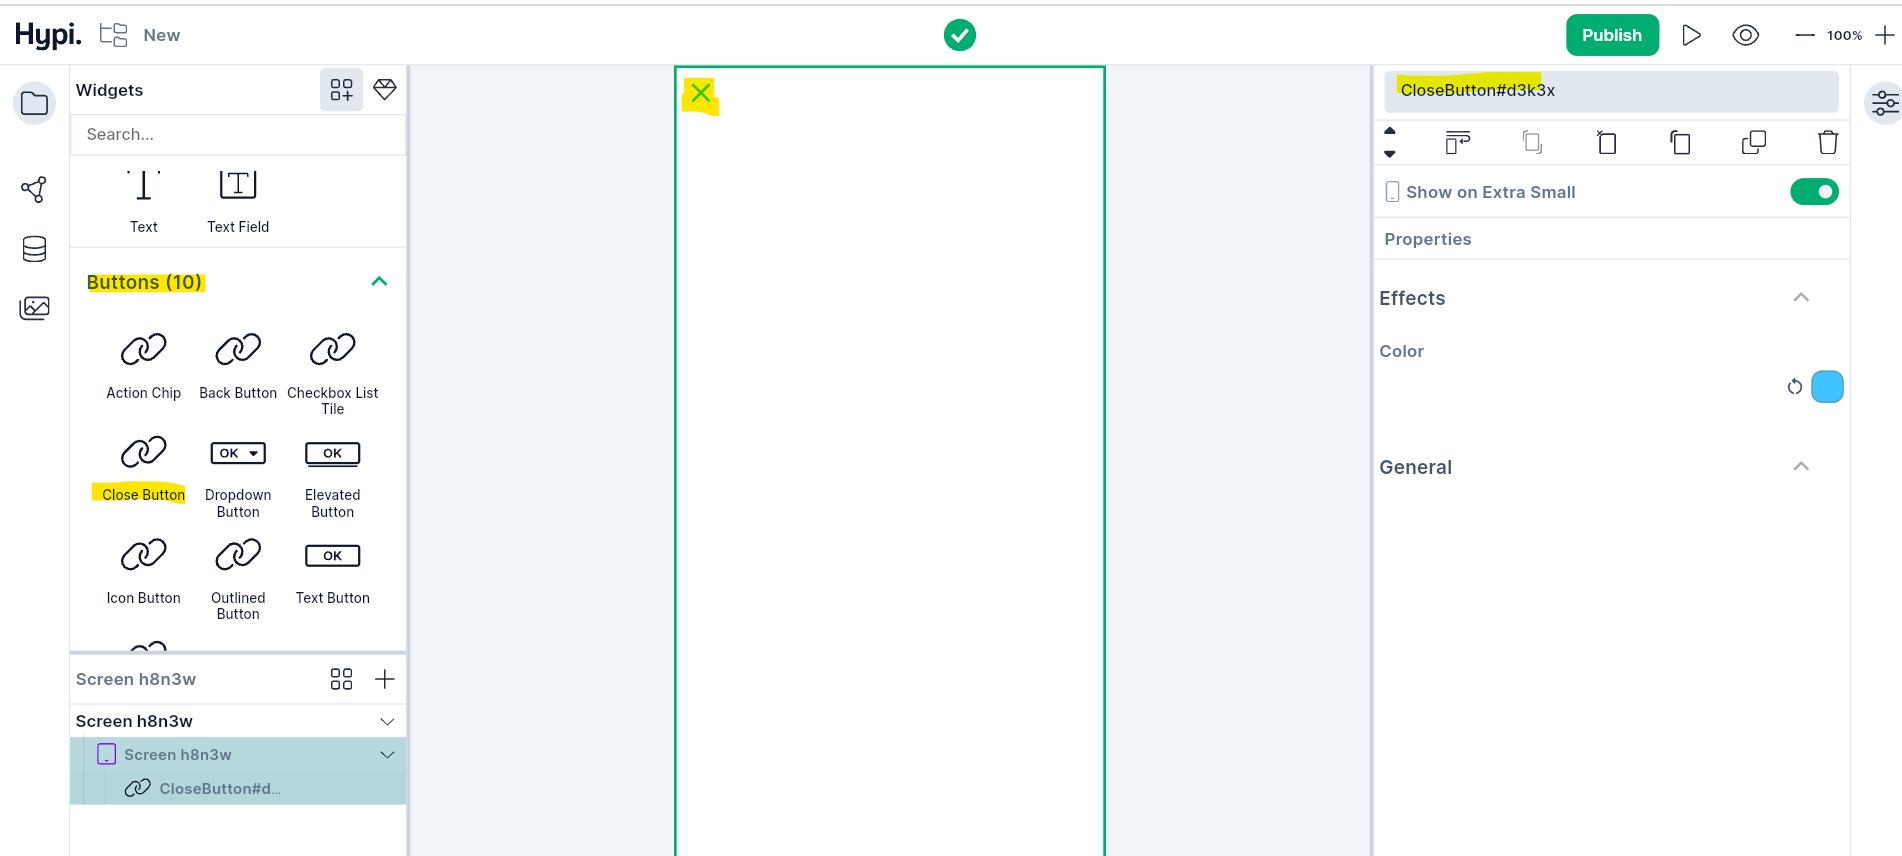 Hypi.
New
Publish
100%
Widgets
Search...
Text
Text Field
Buttons (10)
Action Chip
Back Button
Checkbox List
Tile
OK
OK
Close Button
Dropdown
Button
Elevated
Button
OK
Icon Button
Outlined
Button
Text Button
Screen h8n3w
Screen h8n3w
Screen h8n3w
CloseButton#d...
CloseButton#d3k3x
Show on Extra Small
Properties
Effects
Color
General